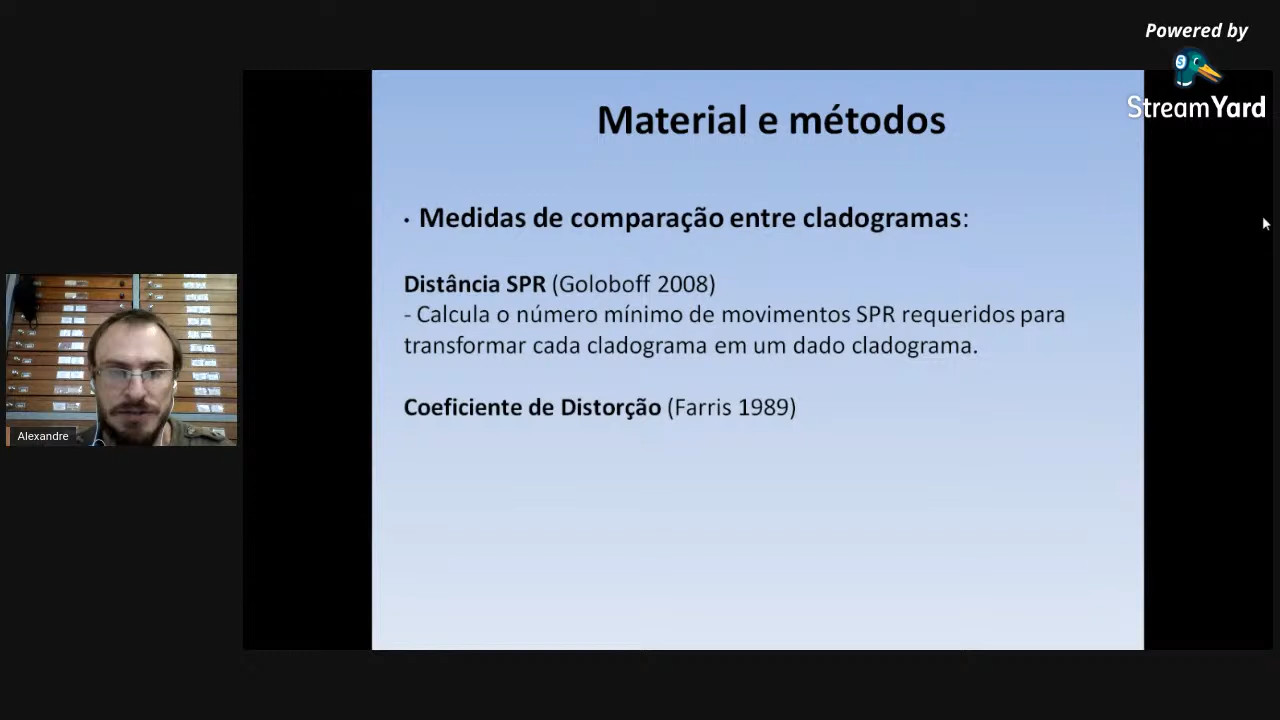 Powered by
StreamYard
Material e métodos
• Medidas de comparação entre cladogramas:
Distância SPR (Goloboff 2008)
- Calcula o número mínimo de movimentos SPR requeridos para
transformar cada cladograma em um dado cladograma.
Coeficiente de Distorção (Farris 1989)
Alexandre